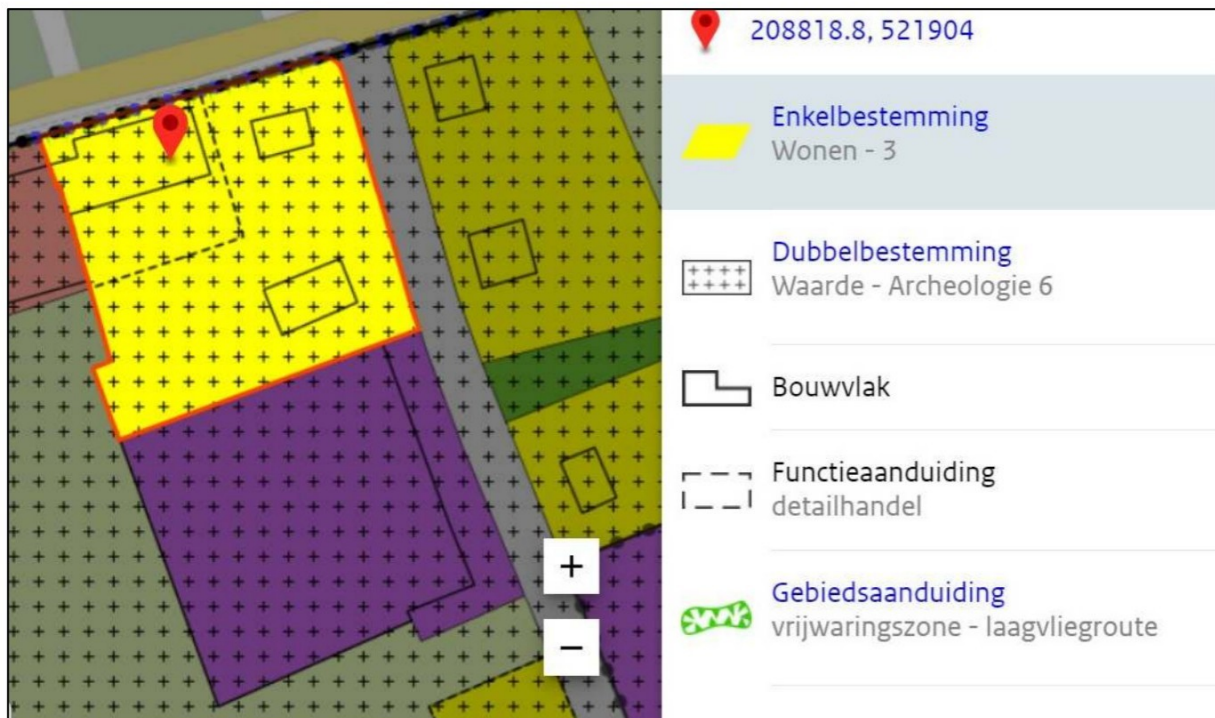 208818.8, 521904
Enkelbestemming
Wonen - 3
Dubbelbestemming
Waarde - Archeologie 6
Bouwvlak
Functieaanduiding
detailhandel
Gebiedsaanduiding
vrijwaringszone - laagvliegroute
+
−